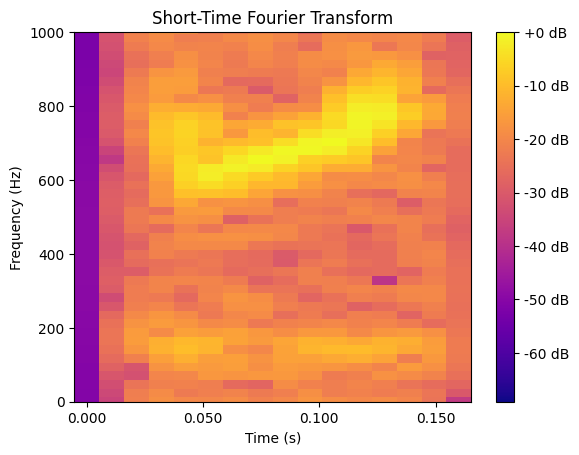 Short-Time Fourier Transform
1000
800
600
400
200
0
Frequency (Hz)
0.000
0.050
0.100
0.150
Time (s)
+0 dB
-10 dB
-20 dB
-30 dB
-40 dB
-50 dB
-60 dB